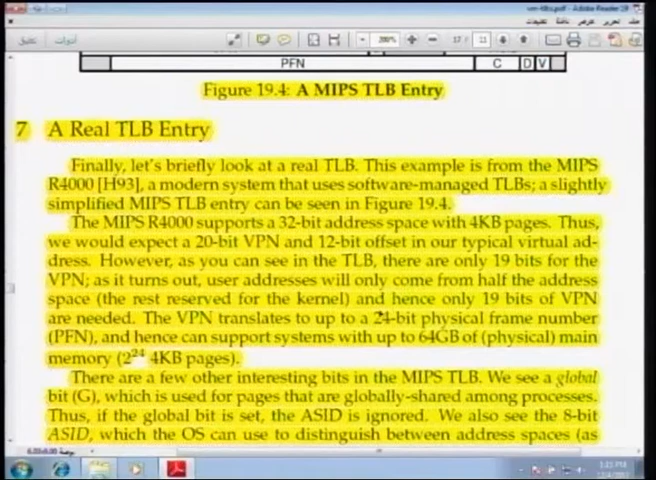 vm-tlbs.pdf - Adobe Reader
PFN C D V
Figure 19.4: A MIPS TLB Entry
7 A Real TLB Entry
Finally, let's briefly look at a real TLB. This example is from the MIPS
R4000 [H93], a modern system that uses software-managed TLBs; a slightly
simplified MIPS TLB entry can be seen in Figure 19.4.
The MIPS R4000 supports a 32-bit address space with 4KB pages. Thus,
we would expect a 20-bit VPN and 12-bit offset in our typical virtual ad-
dress. However, as you can see in the TLB, there are only 19 bits for the
VPN; as it turns out, user addresses will only come from half the address
space (the rest reserved for the kernel) and hence only 19 bits of VPN
are needed. The VPN translates to up to a 24-bit physical frame number
(PFN), and hence can support systems with up to 64GB of (physical) main
memory (2²⁴ 4KB pages).
There are a few other interesting bits in the MIPS TLB. We see a global
bit (G), which is used for pages that are globally-shared among processes.
Thus, if the global bit is set, the ASID is ignored. We also see the 8-bit
ASID, which the OS can use to distinguish between address spaces (as